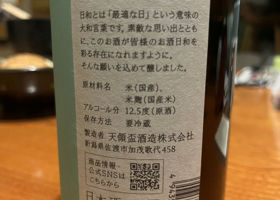 日和とは「最適な日」という意味の
大和言葉です。素敵な思い出とともに、
このお酒が皆様のお酒日和を
彩る存在になれますように。
そんな願いを込めて醸しました。
原材料名 米(国産)、
米麹(国産米)
アルコール分 12.5度(原酒)
保存方法 要冷蔵
製造者 天領盃酒造株式会社
新潟県佐渡市加茂歌代458
商品情報・
公式SNSは
こちらから
日本酒